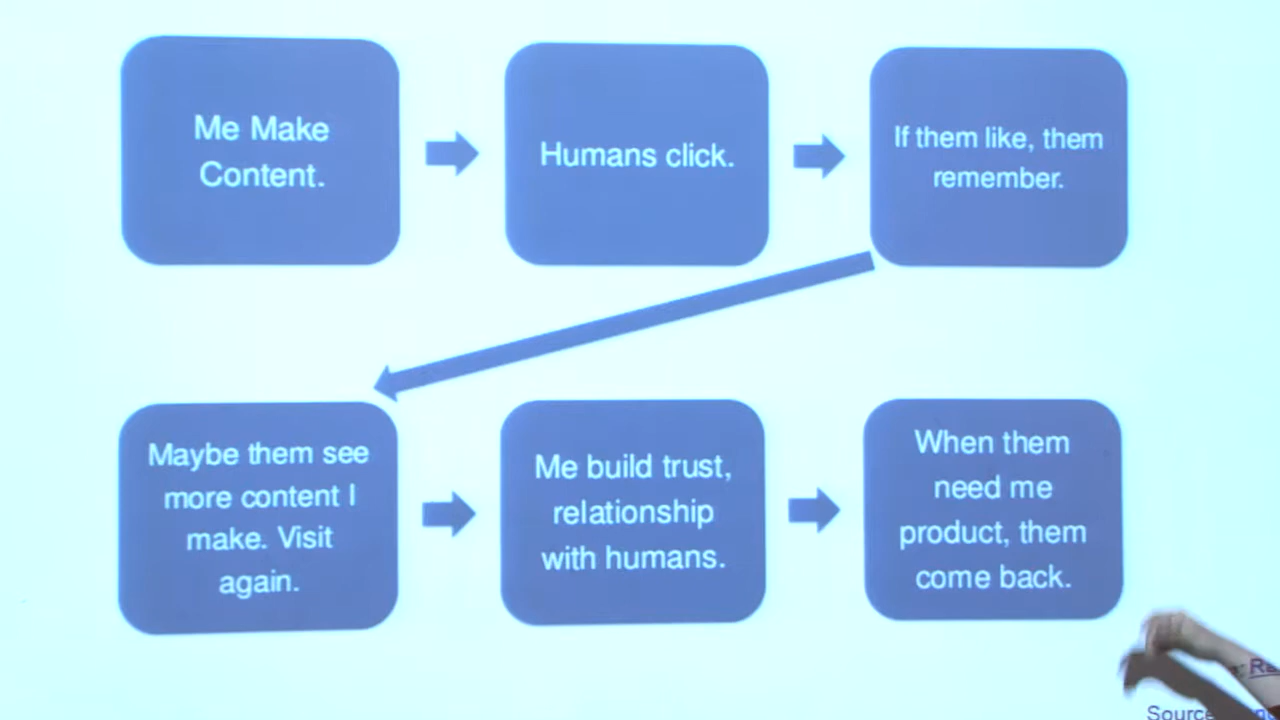 Me Make
Content.
Humans click.
If them like, them
remember.
Maybe them see
more content I
make. Visit
again.
Me build trust,
relationship
with humans.
When them
need me
product, them
come back.